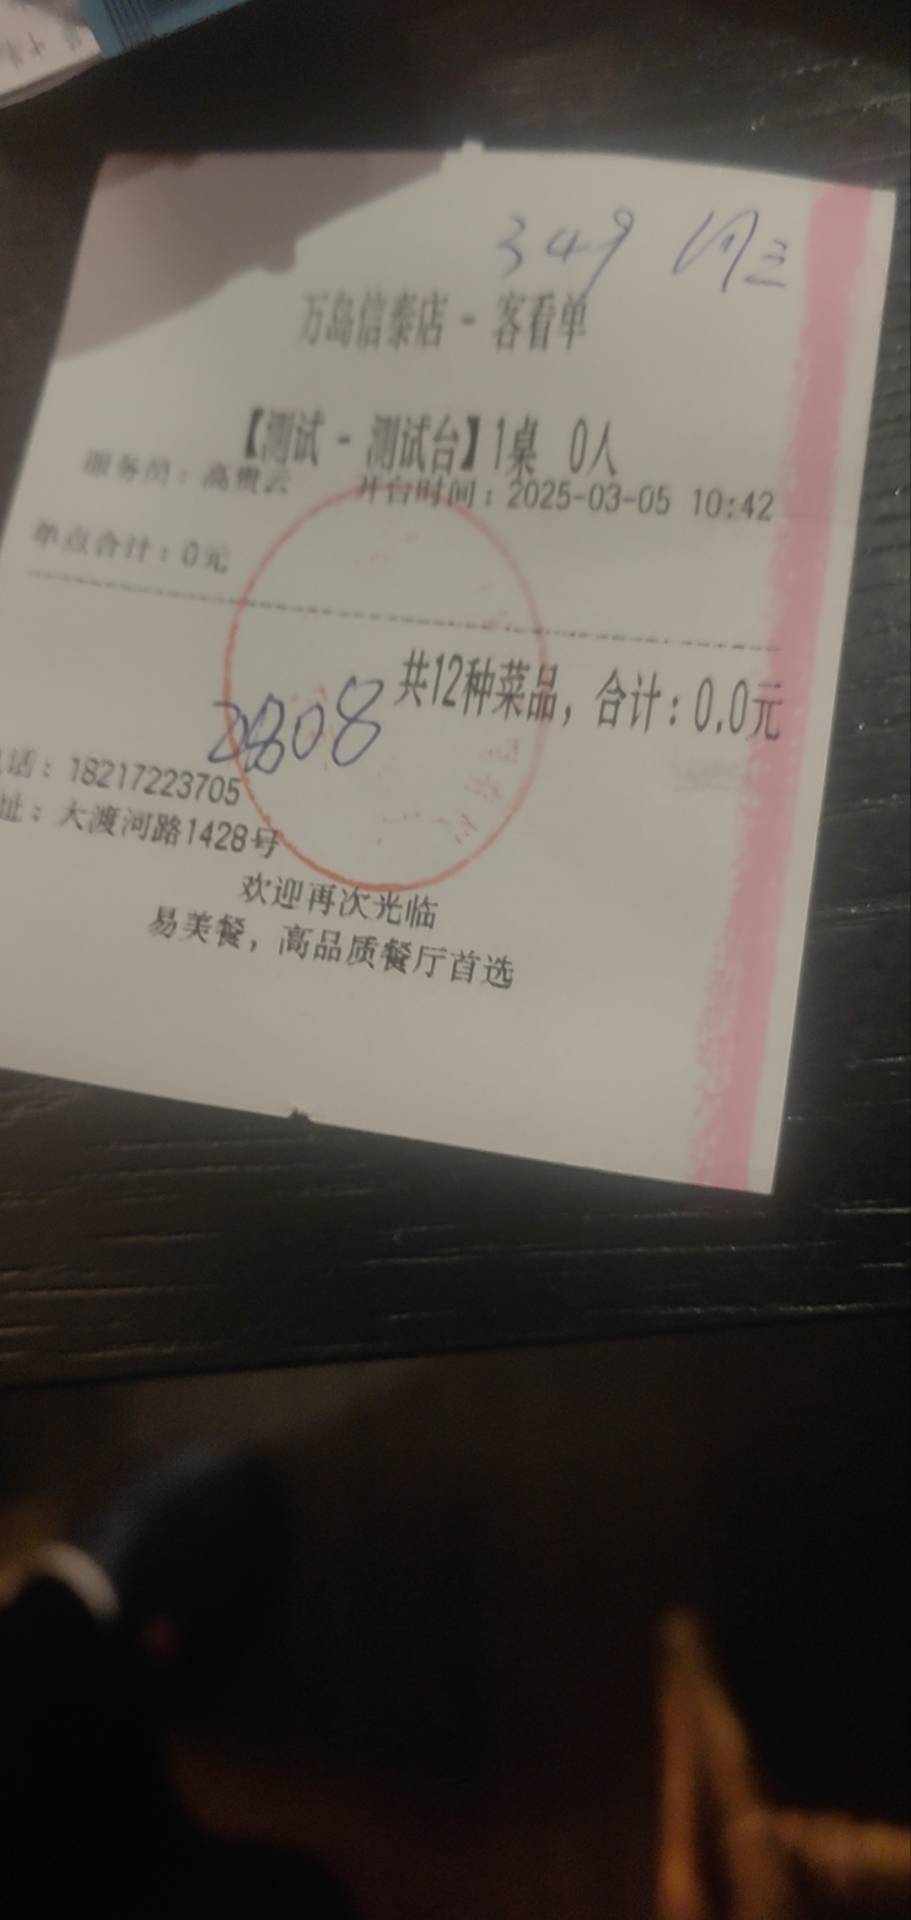 349
万岛信泰店 - 客看单
【测试 - 测试台】1桌 0人
服务员：高贵云 开台时间：2025-03-05 10:42
单点合计：0元
共12种菜品，合计：0.0元
2808
话：18217223705
址：大渡河路1428号
欢迎再次光临
易美餐，高品质餐厅首选